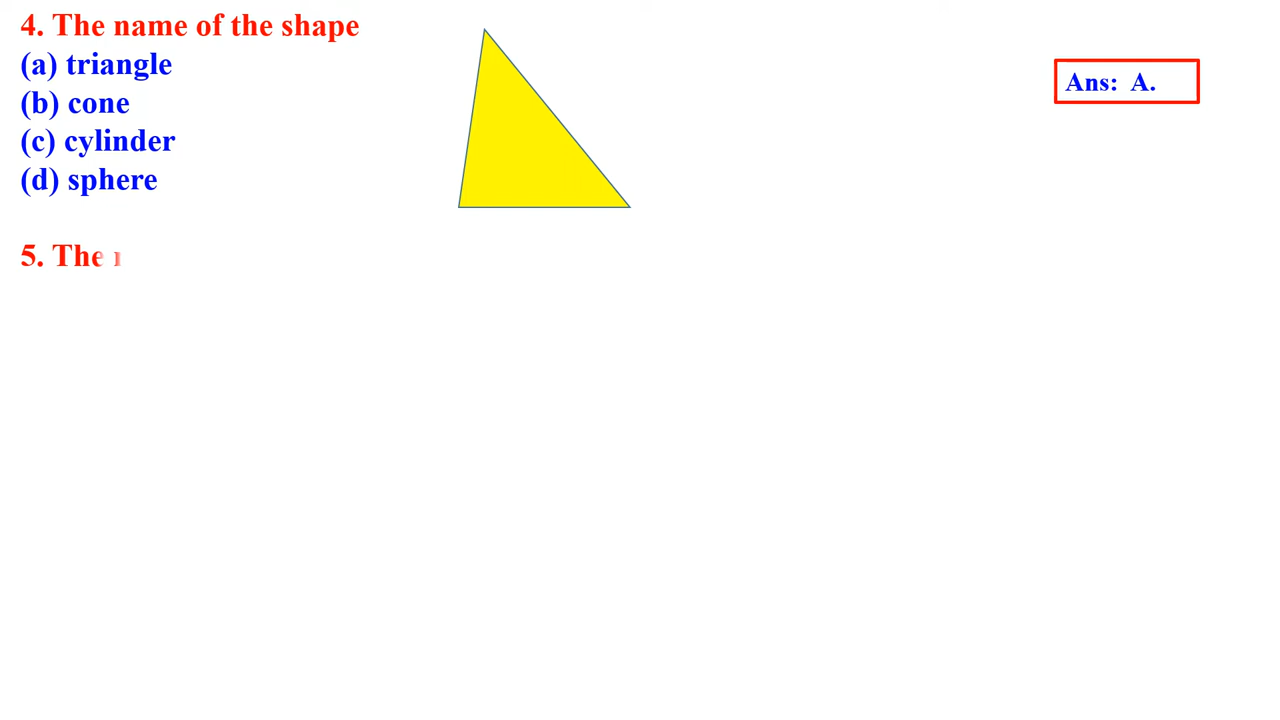 4. The name of the shape
(a) triangle
(b) cone
(c) cylinder
(d) sphere
Ans: A.
5. The